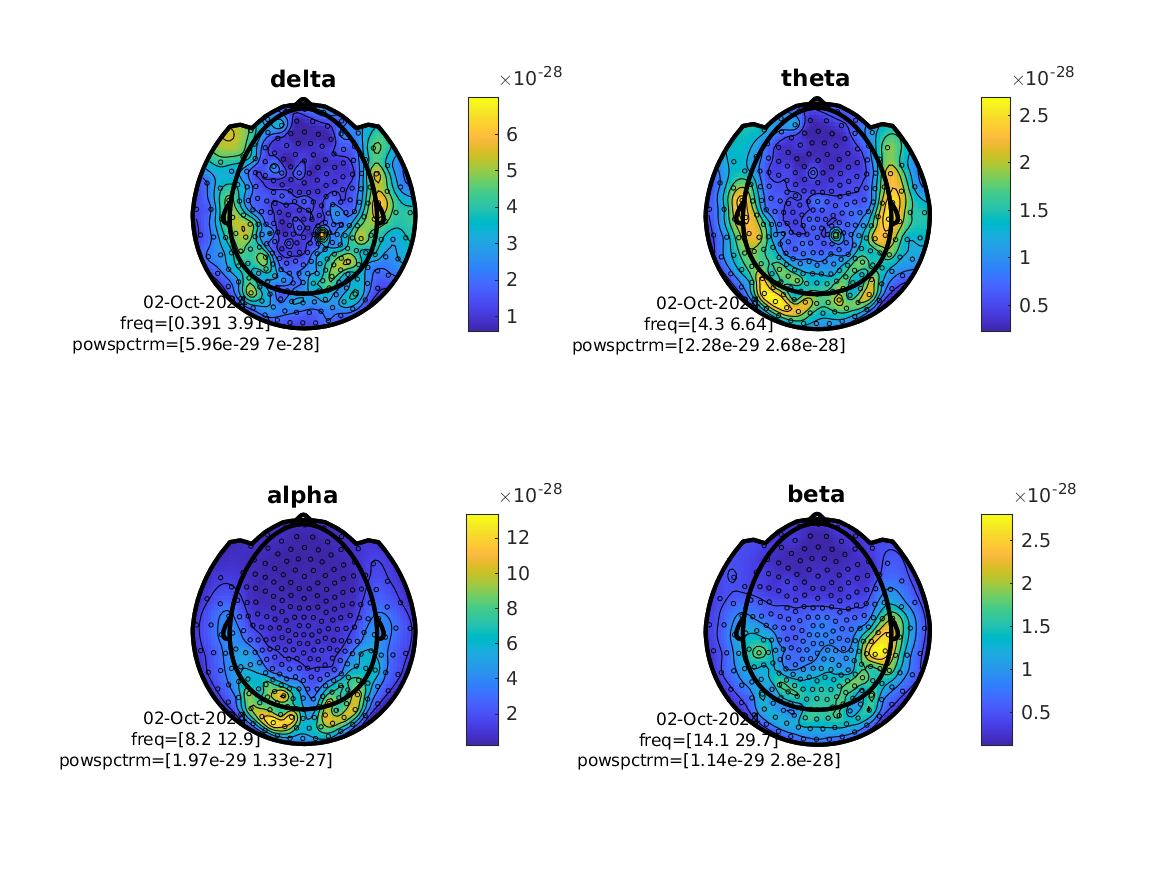 delta
×10-28
6
5
4
3
2
1
02-Oct-2024
freq=[0.391 3.91]
powspctrm=[5.96e-29 7e-28]
theta
×10-28
2.5
2
1.5
1
0.5
02-Oct-2024
freq=[4.3 6.64]
powspctrm=[2.28e-29 2.68e-28]
alpha
×10-28
12
10
8
6
4
2
02-Oct-2024
freq=[8.2 12.9]
powspctrm=[1.97e-29 1.33e-27]
beta
×10-28
2.5
2
1.5
1
0.5
02-Oct-2024
freq=[14.1 29.7]
powspctrm=[1.14e-29 2.8e-28]